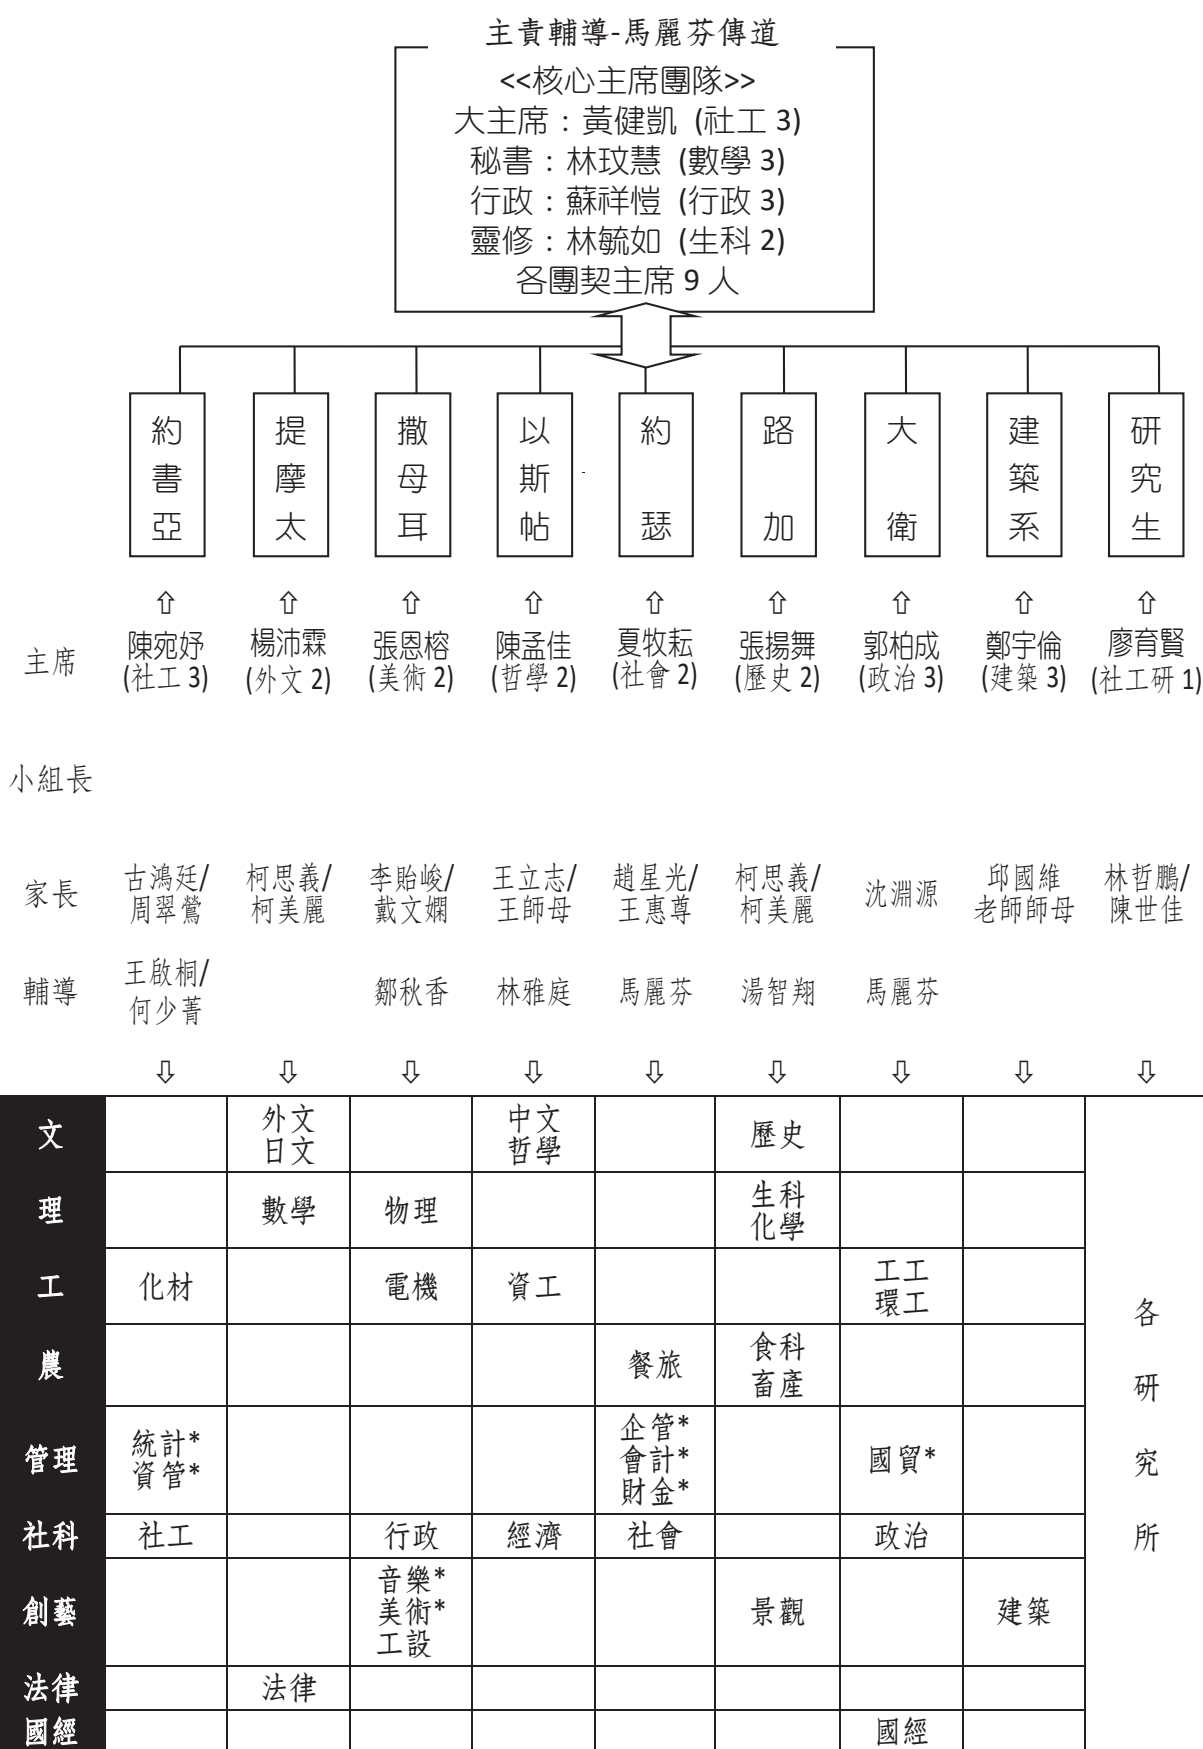 主責輔導-馬麗芬傳道
<<核心主席團隊>>
大主席：黃健凱 (社工 3)
秘書：林玟慧 (數學 3)
行政：蘇祥愷 (行政 3)
靈修：林毓如 (生科 2)
各團契主席 9 人
約書亞
提摩太
撒母耳
以斯帖
約瑟
路加
大衛
建築系
研究生
⇧ ⇧ ⇧ ⇧ ⇧ ⇧ ⇧ ⇧ ⇧
主席
陳宛妤
(社工 3)
楊沛霖
(外文 2)
張恩榕
(美術 2)
陳孟佳
(哲學 2)
夏牧耘
(社會 2)
張揚舞
(歷史 2)
郭柏成
(政治 3)
鄭宇倫
(建築 3)
廖育賢
(社工研 1)
小組長
家長
古鴻廷/
周翠鶯
柯思義/
柯美麗
李貽峻/
戴文嫻
王立志/
王師母
趙星光/
王惠尊
柯思義/
柯美麗
沈淵源
邱國維
老師師母
林哲鵬/
陳世佳
輔導
王啟桐/
何少菁
鄒秋香
林雅庭
馬麗芬
湯智翔
馬麗芬
⇩ ⇩ ⇩ ⇩ ⇩ ⇩ ⇩ ⇩ ⇩
文
外文
日文
中文
哲學
歷史
理
數學
物理
生科
化學
工
化材
電機
資工
工工
環工
農
餐旅
食科
畜產
管理
統計*
資管*
企管*
會計*
財金*
國貿*
社科
社工
行政
經濟
社會
政治
創藝
音樂*
美術*
工設
景觀
建築
法律
法律
國經
國經
各研究所